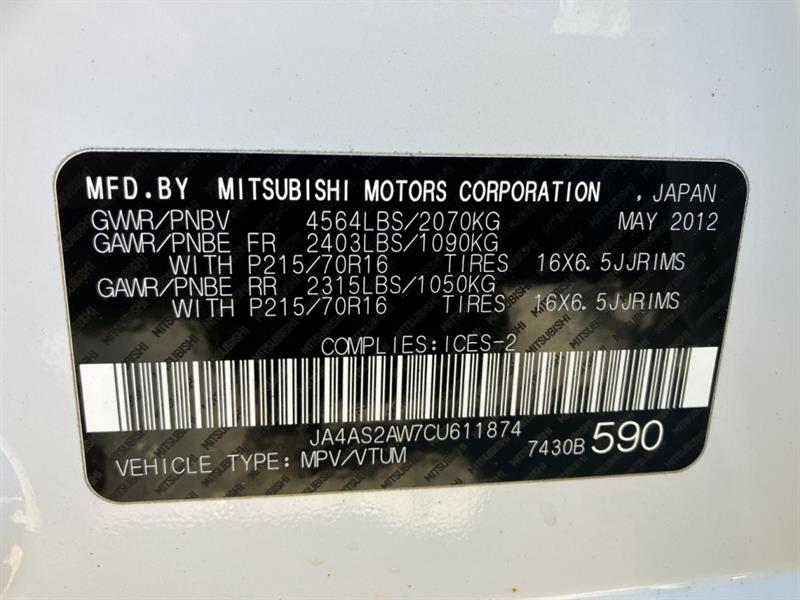 MFD.BY MITSUBISHI MOTORS CORPORATION , JAPAN
GVWR/PNBV 4564LBS/2070KG MAY 2012
GAWR/PNBE FR 2403LBS/1090KG
WITH P215/70R16 TIRES 16X6.5JJRIMS
GAWR/PNBE RR 2315LBS/1050KG
WITH P215/70R16 TIRES 16X6.5JJRIMS
COMPLIES:ICES-2
JA4AS2AW7CU611874
7430B 590
VEHICLE TYPE: MPV/VTUM